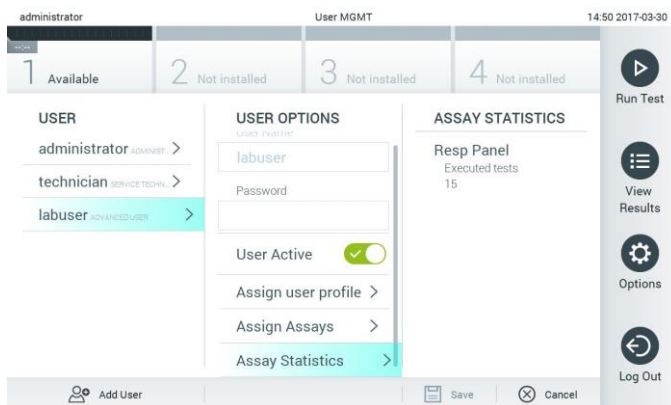 administrator User MGMT 14:50 2017-03-30
--:--
1 Available 2 Not installed 3 Not installed 4 Not installed
Run Test
View
Results
Options
Log Out
USER
administrator ADMINIST...
technician SERVICE TECHN...
labuser ADVANCED USER
USER OPTIONS
User Name
labuser
Password
User Active
Assign user profile
Assign Assays
Assay Statistics
ASSAY STATISTICS
Resp Panel
Executed tests
15
Add User Save Cancel